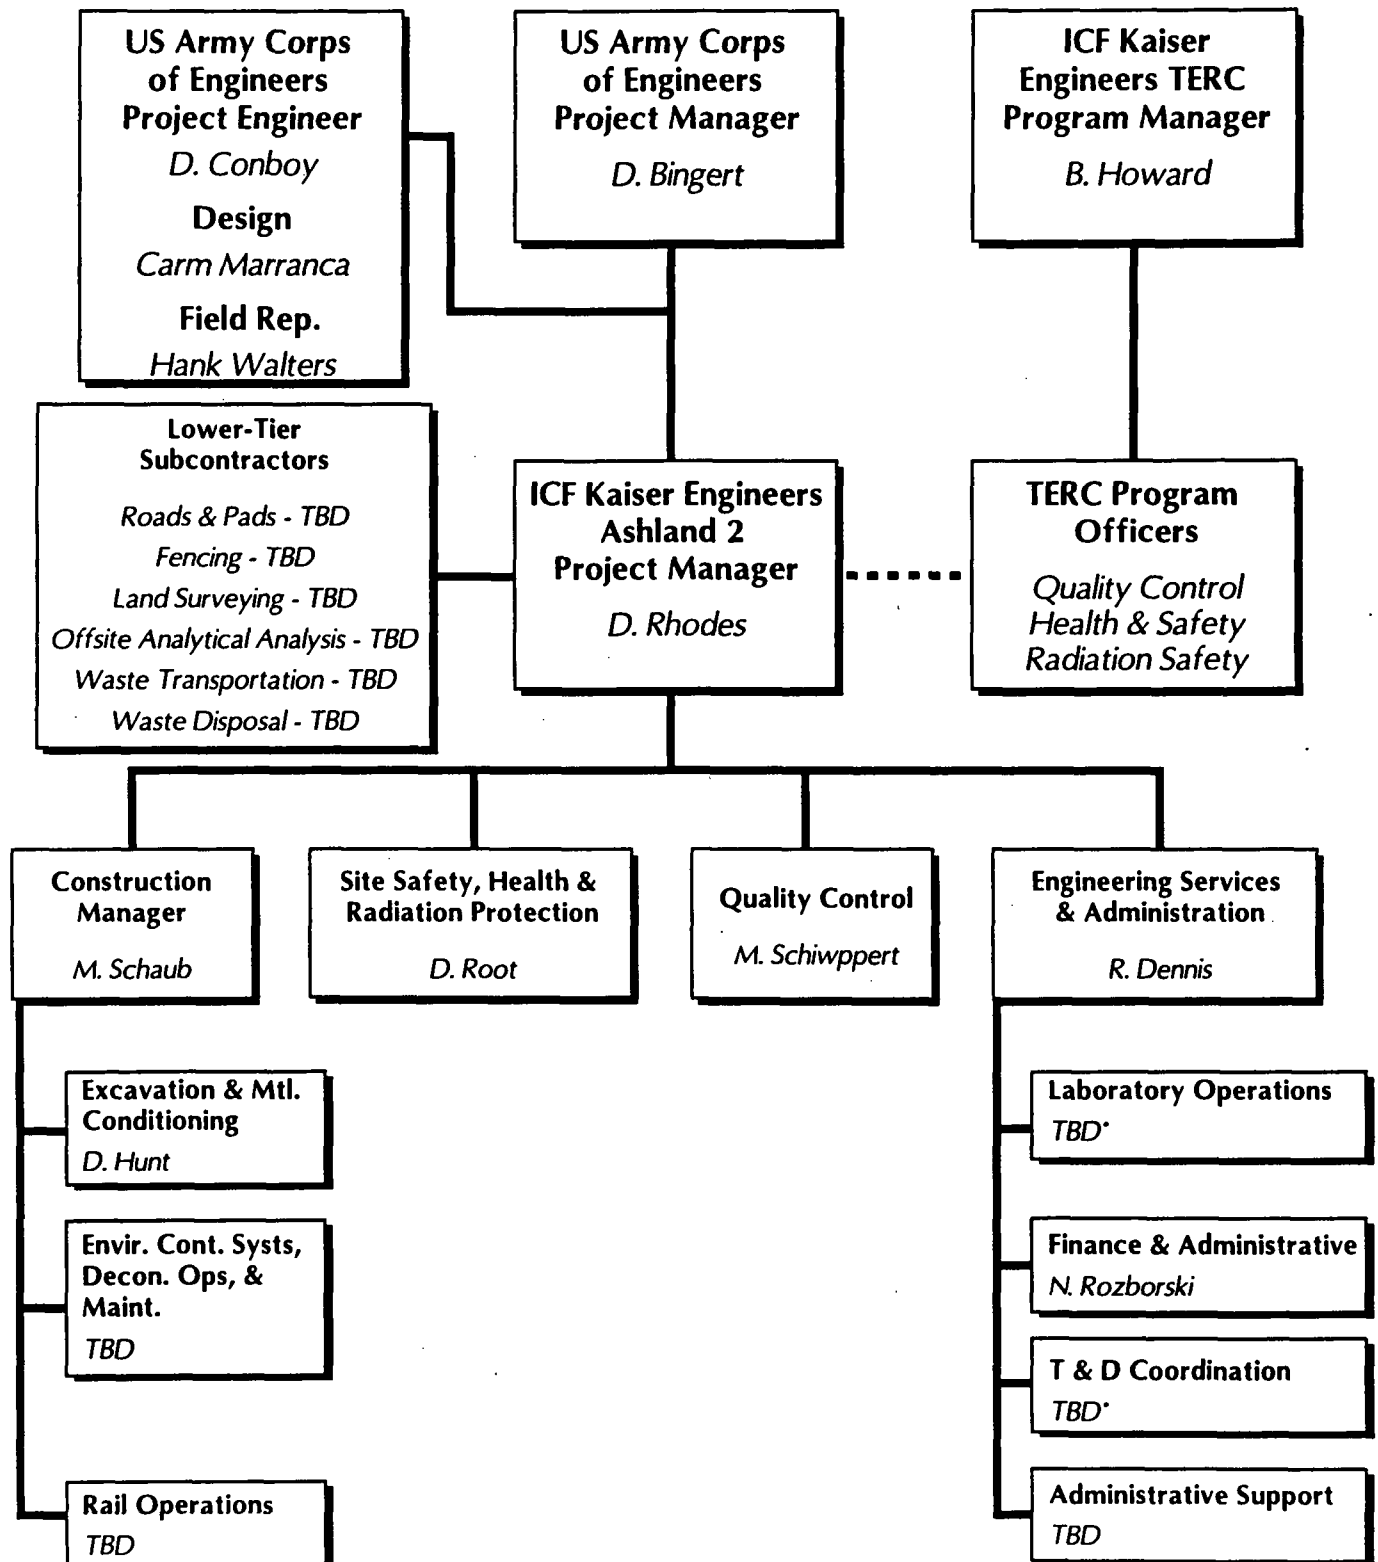 US Army Corps
of Engineers
Project Engineer
D. Conboy
Design
Carm Marranca
Field Rep.
Hank Walters
US Army Corps
of Engineers
Project Manager
D. Bingert
ICF Kaiser
Engineers TERC
Program Manager
B. Howard
Lower-Tier
Subcontractors
Roads & Pads - TBD
Fencing - TBD
Land Surveying - TBD
Offsite Analytical Analysis - TBD
Waste Transportation - TBD
Waste Disposal - TBD
ICF Kaiser Engineers
Ashland 2
Project Manager
D. Rhodes
TERC Program
Officers
Quality Control
Health & Safety
Radiation Safety
Construction
Manager
M. Schaub
Site Safety, Health &
Radiation Protection
D. Root
Quality Control
M. Schiwppert
Engineering Services
& Administration
R. Dennis
Excavation & Mtl.
Conditioning
D. Hunt
Envir. Cont. Systs,
Decon. Ops, &
Maint.
TBD
Rail Operations
TBD
Laboratory Operations
TBD*
Finance & Administrative
N. Rozborski
T & D Coordination
TBD*
Administrative Support
TBD